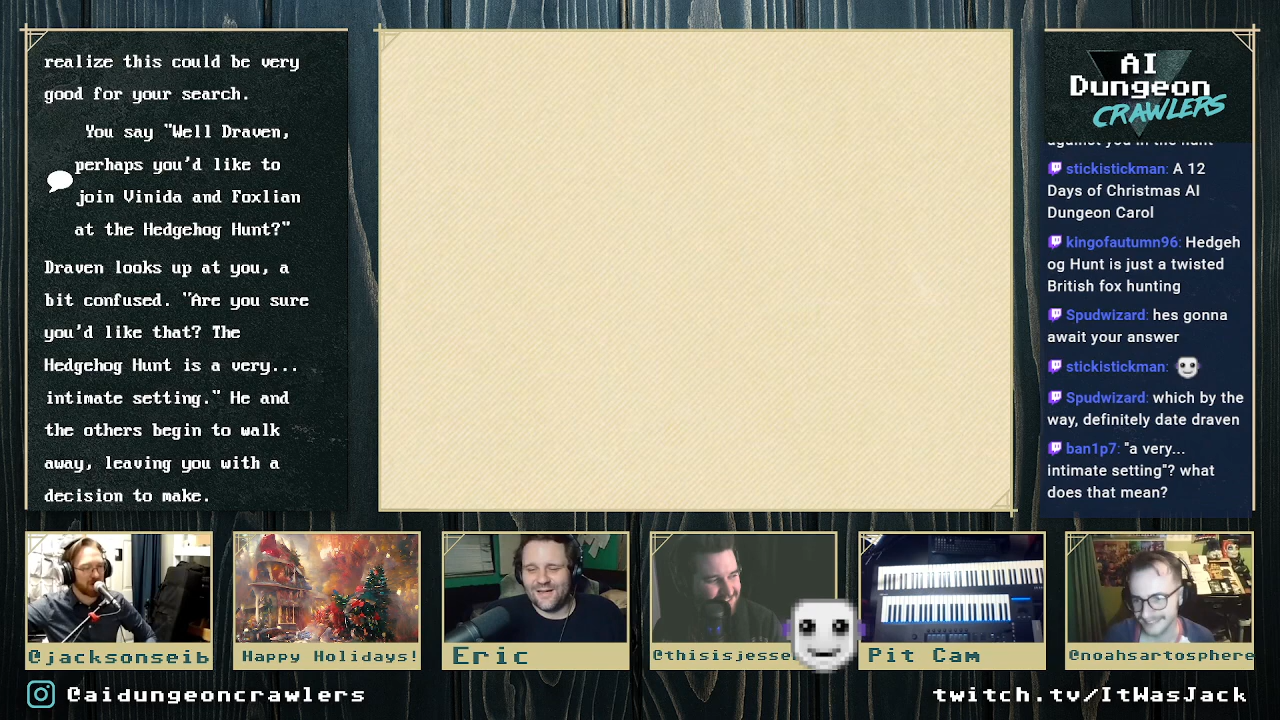 realize this could be very
good for your search.
You say "Well Draven,
perhaps you'd like to
join Vinida and Foxlian
at the Hedgehog Hunt?"
Draven looks up at you, a
bit confused. "Are you sure
you'd like that? The
Hedgehog Hunt is a very...
intimate setting." He and
the others begin to walk
away, leaving you with a
decision to make.
AI
Dungeon
CRAWLERS
against you in the hunt
stickistickman: A 12
Days of Christmas AI
Dungeon Carol
kingofautumn96: Hedgeh
og Hunt is just a twisted
British fox hunting
Spudwizard: hes gonna
await your answer
stickistickman:
Spudwizard: which by the
way, definitely date draven
ban1p7: "a very...
intimate setting"? what
does that mean?
@jacksonseib
Happy Holidays!
Eric
@thisisjesse
Pit Cam
@noahsartosphere
@aidungeoncrawlers
twitch.tv/ItWasJack